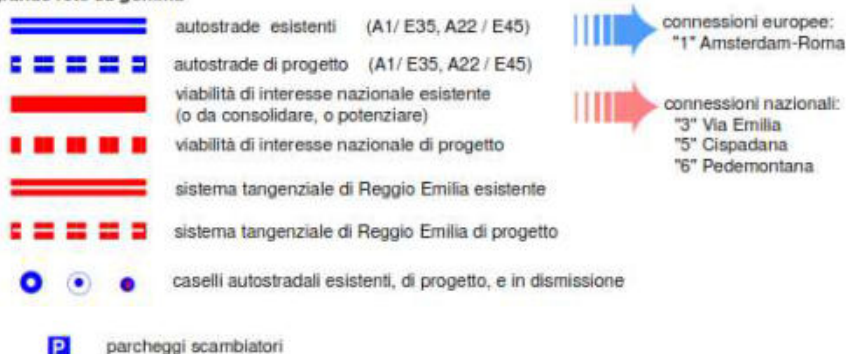 autostrade esistenti (A1/ E35, A22 / E45)
autostrade di progetto (A1/ E35, A22 / E45)
viabilità di interesse nazionale esistente
(o da consolidare, o potenziare)
viabilità di interesse nazionale di progetto
sistema tangenziale di Reggio Emilia esistente
sistema tangenziale di Reggio Emilia di progetto
caselli autostradali esistenti, di progetto, e in dismissione
P parcheggi scambiatori
connessioni europee:
"1" Amsterdam-Roma
connessioni nazionali:
"3" Via Emilia
"5" Cispadana
"6" Pedemontana